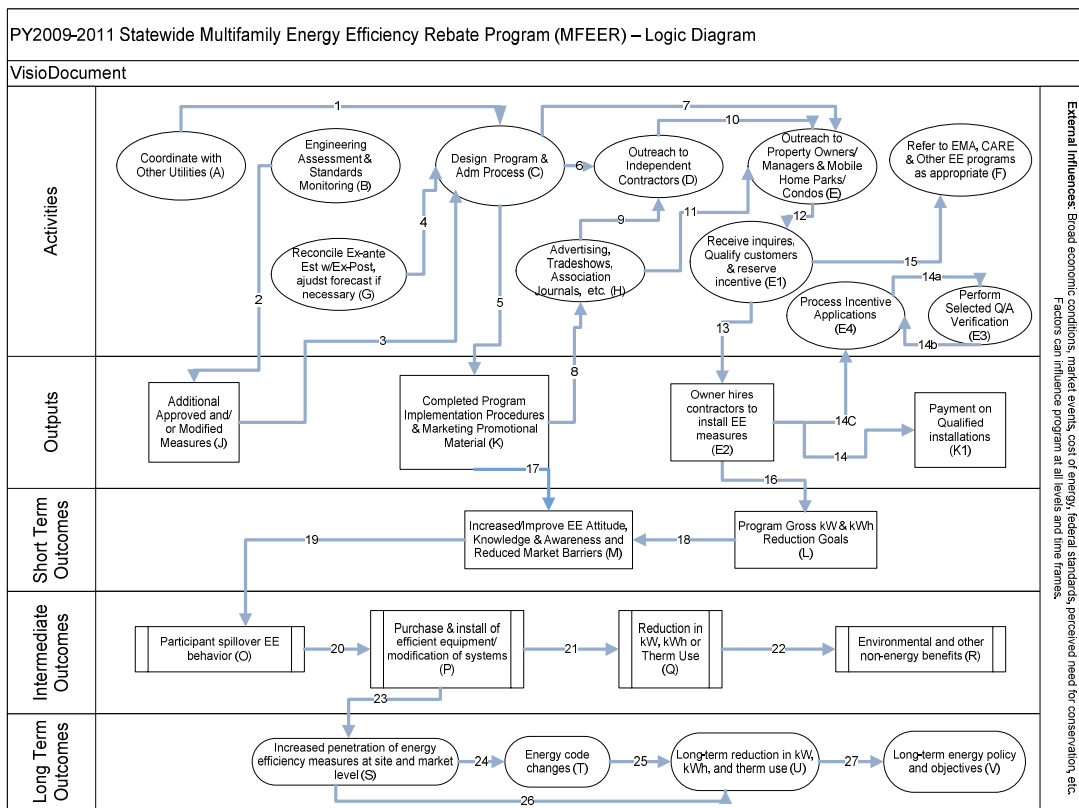 PY2009-2011 Statewide Multifamily Energy Efficiency Rebate Program (MFEER) – Logic Diagram
VisioDocument
Activities
1
7
10
Coordinate with
Other Utilities (A)
Engineering
Assessment &
Standards
Monitoring (B)
Design Program &
Adm Process (C)
6
Outreach to
Independent
Contractors (D)
Outreach to
Property Owners/
Managers & Mobile
Home Parks/
Condos (E)
Refer to EMA, CARE
& Other EE programs
as appropriate (F)
2
Reconcile Ex-ante
Est w/Ex-Post,
ajudst forecast if
necessary (G)
4
5
9
11
12
Advertising,
Tradeshows,
Association
Journals, etc. (H)
Receive inquires,
Qualify customers
& reserve
incentive (E1)
15
14a
Process Incentive
Applications
(E4)
Perform
Selected Q/A
Verification
(E3)
14b
3
8
13
Outputs
Additional
Approved and/
or Modified
Measures (J)
Completed Program
Implementation Procedures
& Marketing Promotional
Material (K)
Owner hires
contractors to
install EE
measures
(E2)
14C
14
Payment on
Qualified
installations
(K1)
17
16
Short Term
Outcomes
19
Increased/Improve EE Attitude,
Knowledge & Awareness and
Reduced Market Barriers (M)
18
Program Gross kW & kWh
Reduction Goals
(L)
Intermediate
Outcomes
Participant spillover EE
behavior (O)
20
Purchase & install of
efficient equipment/
modification of systems
(P)
21
Reduction in
kW, kWh or
Therm Use
(Q)
22
Environmental and other
non-energy benefits (R)
23
Long Term
Outcomes
Increased penetration of energy
efficiency measures at site and market
level (S)
24
Energy code
changes (T)
25
Long-term reduction in kW,
kWh, and therm use (U)
27
Long-term energy policy
and objectives (V)
26
External Influences: Broad economic conditions, market events, cost of energy, federal standards, perceived need for conservation, etc.
Factors can influence program at all levels and time frames.